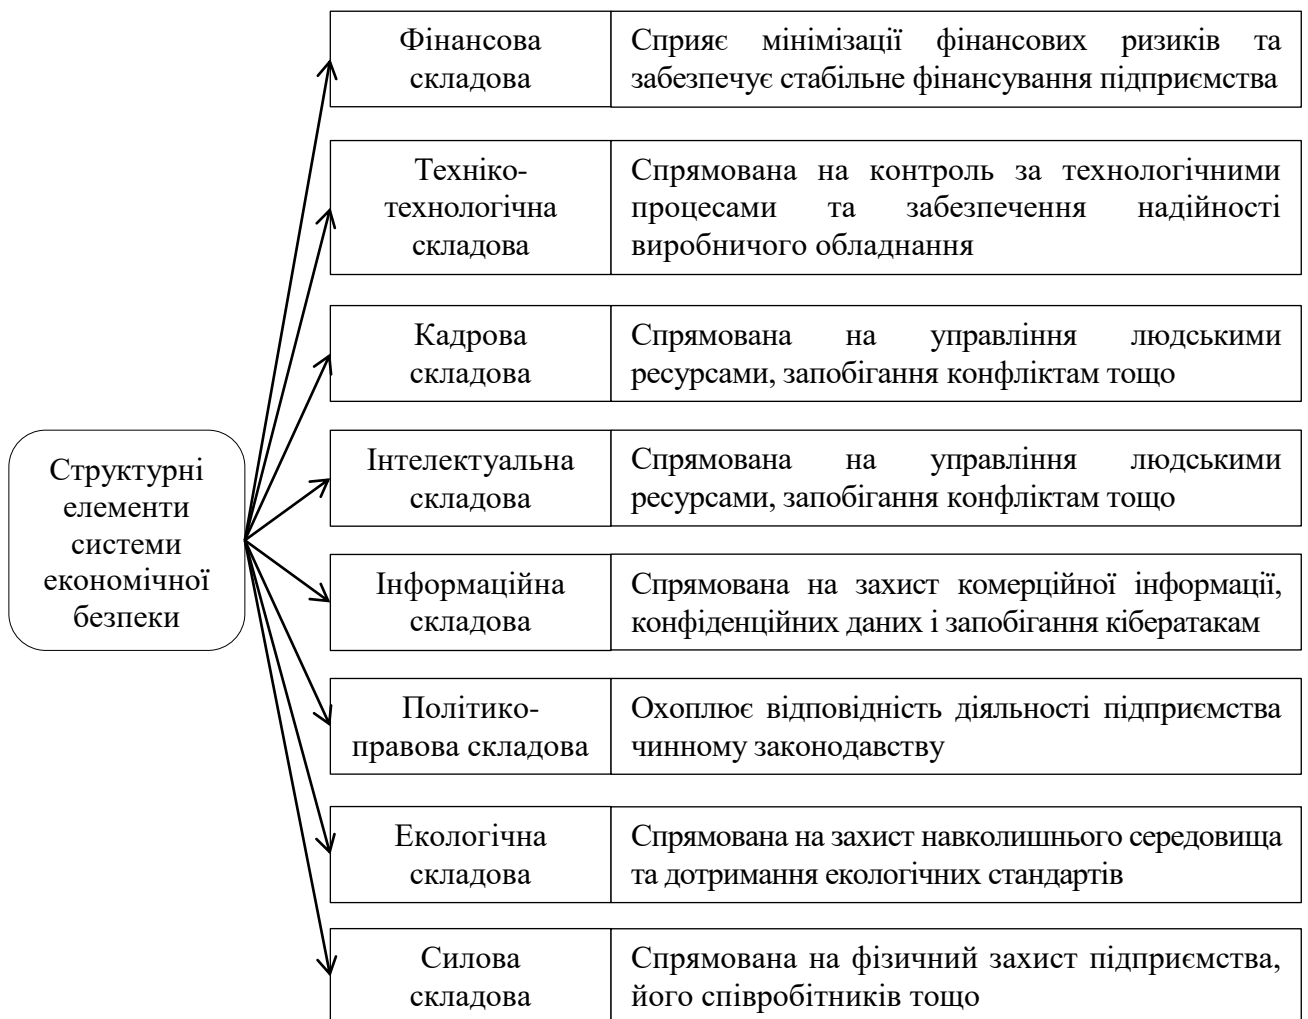 Фінансова
складова
Сприяє мінімізації фінансових ризиків та
забезпечує стабільне фінансування підприємства
Техніко-
технологічна
складова
Спрямована на контроль за технологічними
процесами та забезпечення надійності
виробничого обладнання
Кадрова
складова
Спрямована на управління людськими
ресурсами, запобігання конфліктам тощо
Структурні
елементи
системи
економічної
безпеки
Інтелектуальна
складова
Спрямована на управління людськими
ресурсами, запобігання конфліктам тощо
Інформаційна
складова
Спрямована на захист комерційної інформації,
конфіденційних даних і запобігання кібератакам
Політико-
правова складова
Охоплює відповідність діяльності підприємства
чинному законодавству
Екологічна
складова
Спрямована на захист навколишнього середовища
та дотримання екологічних стандартів
Силова
складова
Спрямована на фізичний захист підприємства,
його співробітників тощо